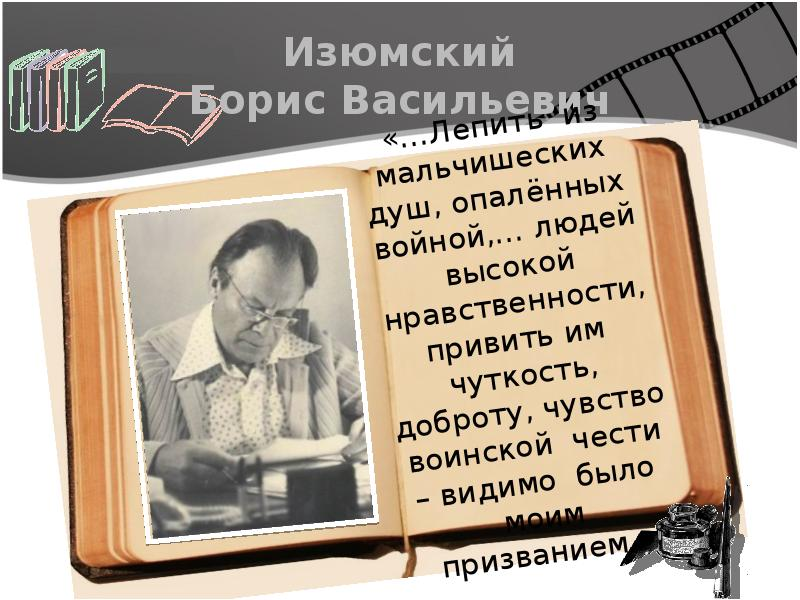 Изюмский
Борис Васильевич
«...Лепить из
мальчишеских
душ, опалённых
войной,... людей
высокой
нравственности,
привить им
чуткость,
доброту, чувство
воинской чести
– видимо было
моим
призванием